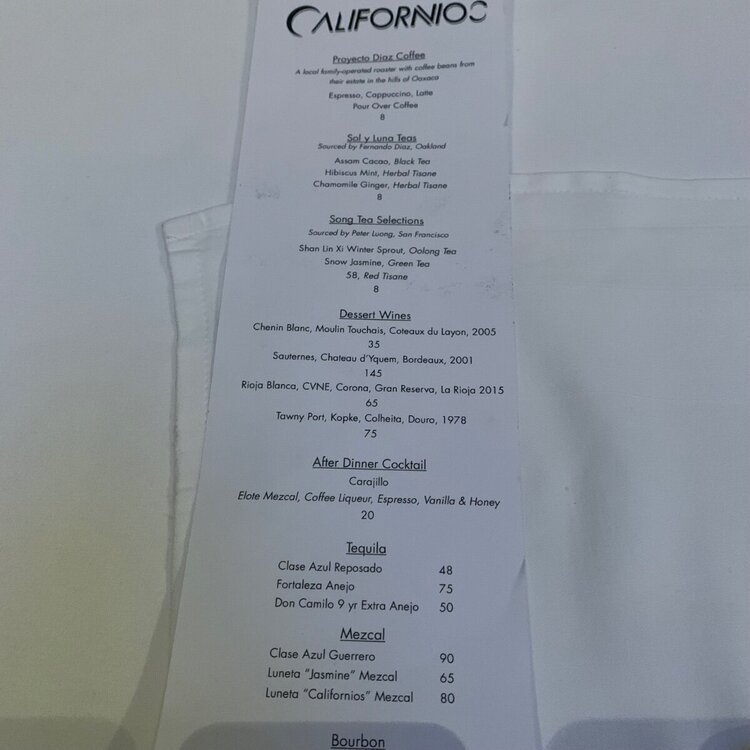 CALIFORNIOS
Proyecto Diaz Coffee
A local family-operated roaster with coffee beans from
their estate in the hills of Oaxaca
Espresso, Cappuccino, Latte
Pour Over Coffee
8
Sol y Luna Teas
Sourced by Fernando Diaz, Oakland
Assam Cacao, Black Tea
Hibiscus Mint, Herbal Tisane
Chamomile Ginger, Herbal Tisane
8
Song Tea Selections
Sourced by Peter Luong, San Francisco
Shan Lin Xi Winter Sprout, Oolong Tea
Snow Jasmine, Green Tea
58, Red Tisane
8
Dessert Wines
Chenin Blanc, Moulin Touchais, Coteaux du Layon, 2005
35
Sauternes, Chateau d'Yquem, Bordeaux, 2001
145
Rioja Blanca, CVNE, Corona, Gran Reserva, La Rioja 2015
65
Tawny Port, Kopke, Colheita, Douro, 1978
75
After Dinner Cocktail
Carajillo
Elote Mezcal, Coffee Liqueur, Espresso, Vanilla & Honey
20
Tequila
Clase Azul Reposado 48
Fortaleza Anejo 75
Don Camilo 9 yr Extra Anejo 50
Mezcal
Clase Azul Guerrero 90
Luneta "Jasmine" Mezcal 65
Luneta "Californios" Mezcal 80
Bourbon